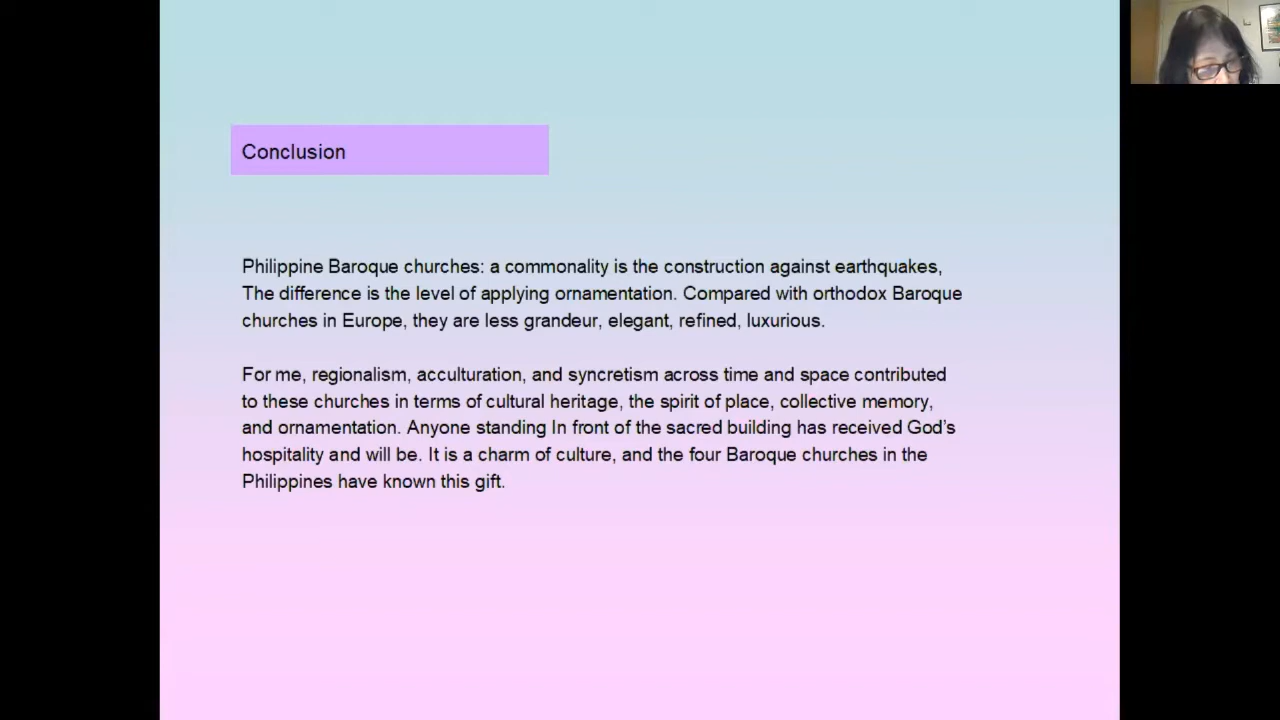 Conclusion
Philippine Baroque churches: a commonality is the construction against earthquakes,
The difference is the level of applying ornamentation. Compared with orthodox Baroque
churches in Europe, they are less grandeur, elegant, refined, luxurious.
For me, regionalism, acculturation, and syncretism across time and space contributed
to these churches in terms of cultural heritage, the spirit of place, collective memory,
and ornamentation. Anyone standing In front of the sacred building has received God's
hospitality and will be. It is a charm of culture, and the four Baroque churches in the
Philippines have known this gift.